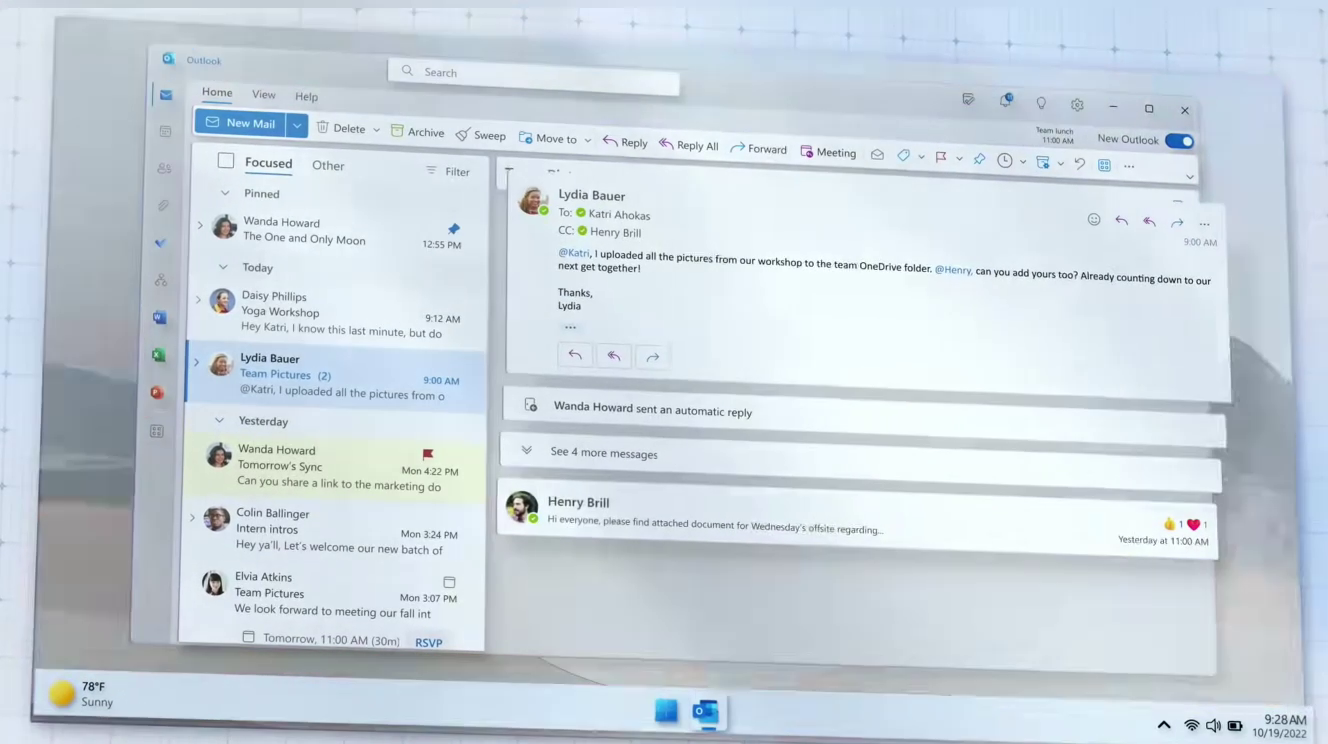 Outlook
Search
Home View Help
New Mail
Delete
Archive
Sweep
Move to
Reply
Reply All
Forward
Meeting
Team lunch
11:00 AM
New Outlook
Focused
Other
Filter
Pinned
Wanda Howard
The One and Only Moon
12:55 PM
Today
Daisy Phillips
Yoga Workshop
9:12 AM
Hey Katri, I know this last minute, but do
Lydia Bauer
Team Pictures (2)
9:00 AM
@Katri, I uploaded all the pictures from o
Yesterday
Wanda Howard
Tomorrow's Sync
Mon 4:22 PM
Can you share a link to the marketing do
Colin Ballinger
Intern intros
Mon 3:24 PM
Hey ya'll, Let's welcome our new batch of
Elvia Atkins
Team Pictures
Mon 3:07 PM
We look forward to meeting our fall int
Tomorrow, 11:00 AM (30m) RSVP
Lydia Bauer
To: Katri Ahokas
CC: Henry Brill
9:00 AM
@Katri, I uploaded all the pictures from our workshop to the team OneDrive folder. @Henry, can you add yours too? Already counting down to our
next get together!
Thanks,
Lydia
Wanda Howard sent an automatic reply
See 4 more messages
Henry Brill
Hi everyone, please find attached document for Wednesday's offsite regarding...
1 1
Yesterday at 11:00 AM
78°F
Sunny
9:28 AM
10/19/2022